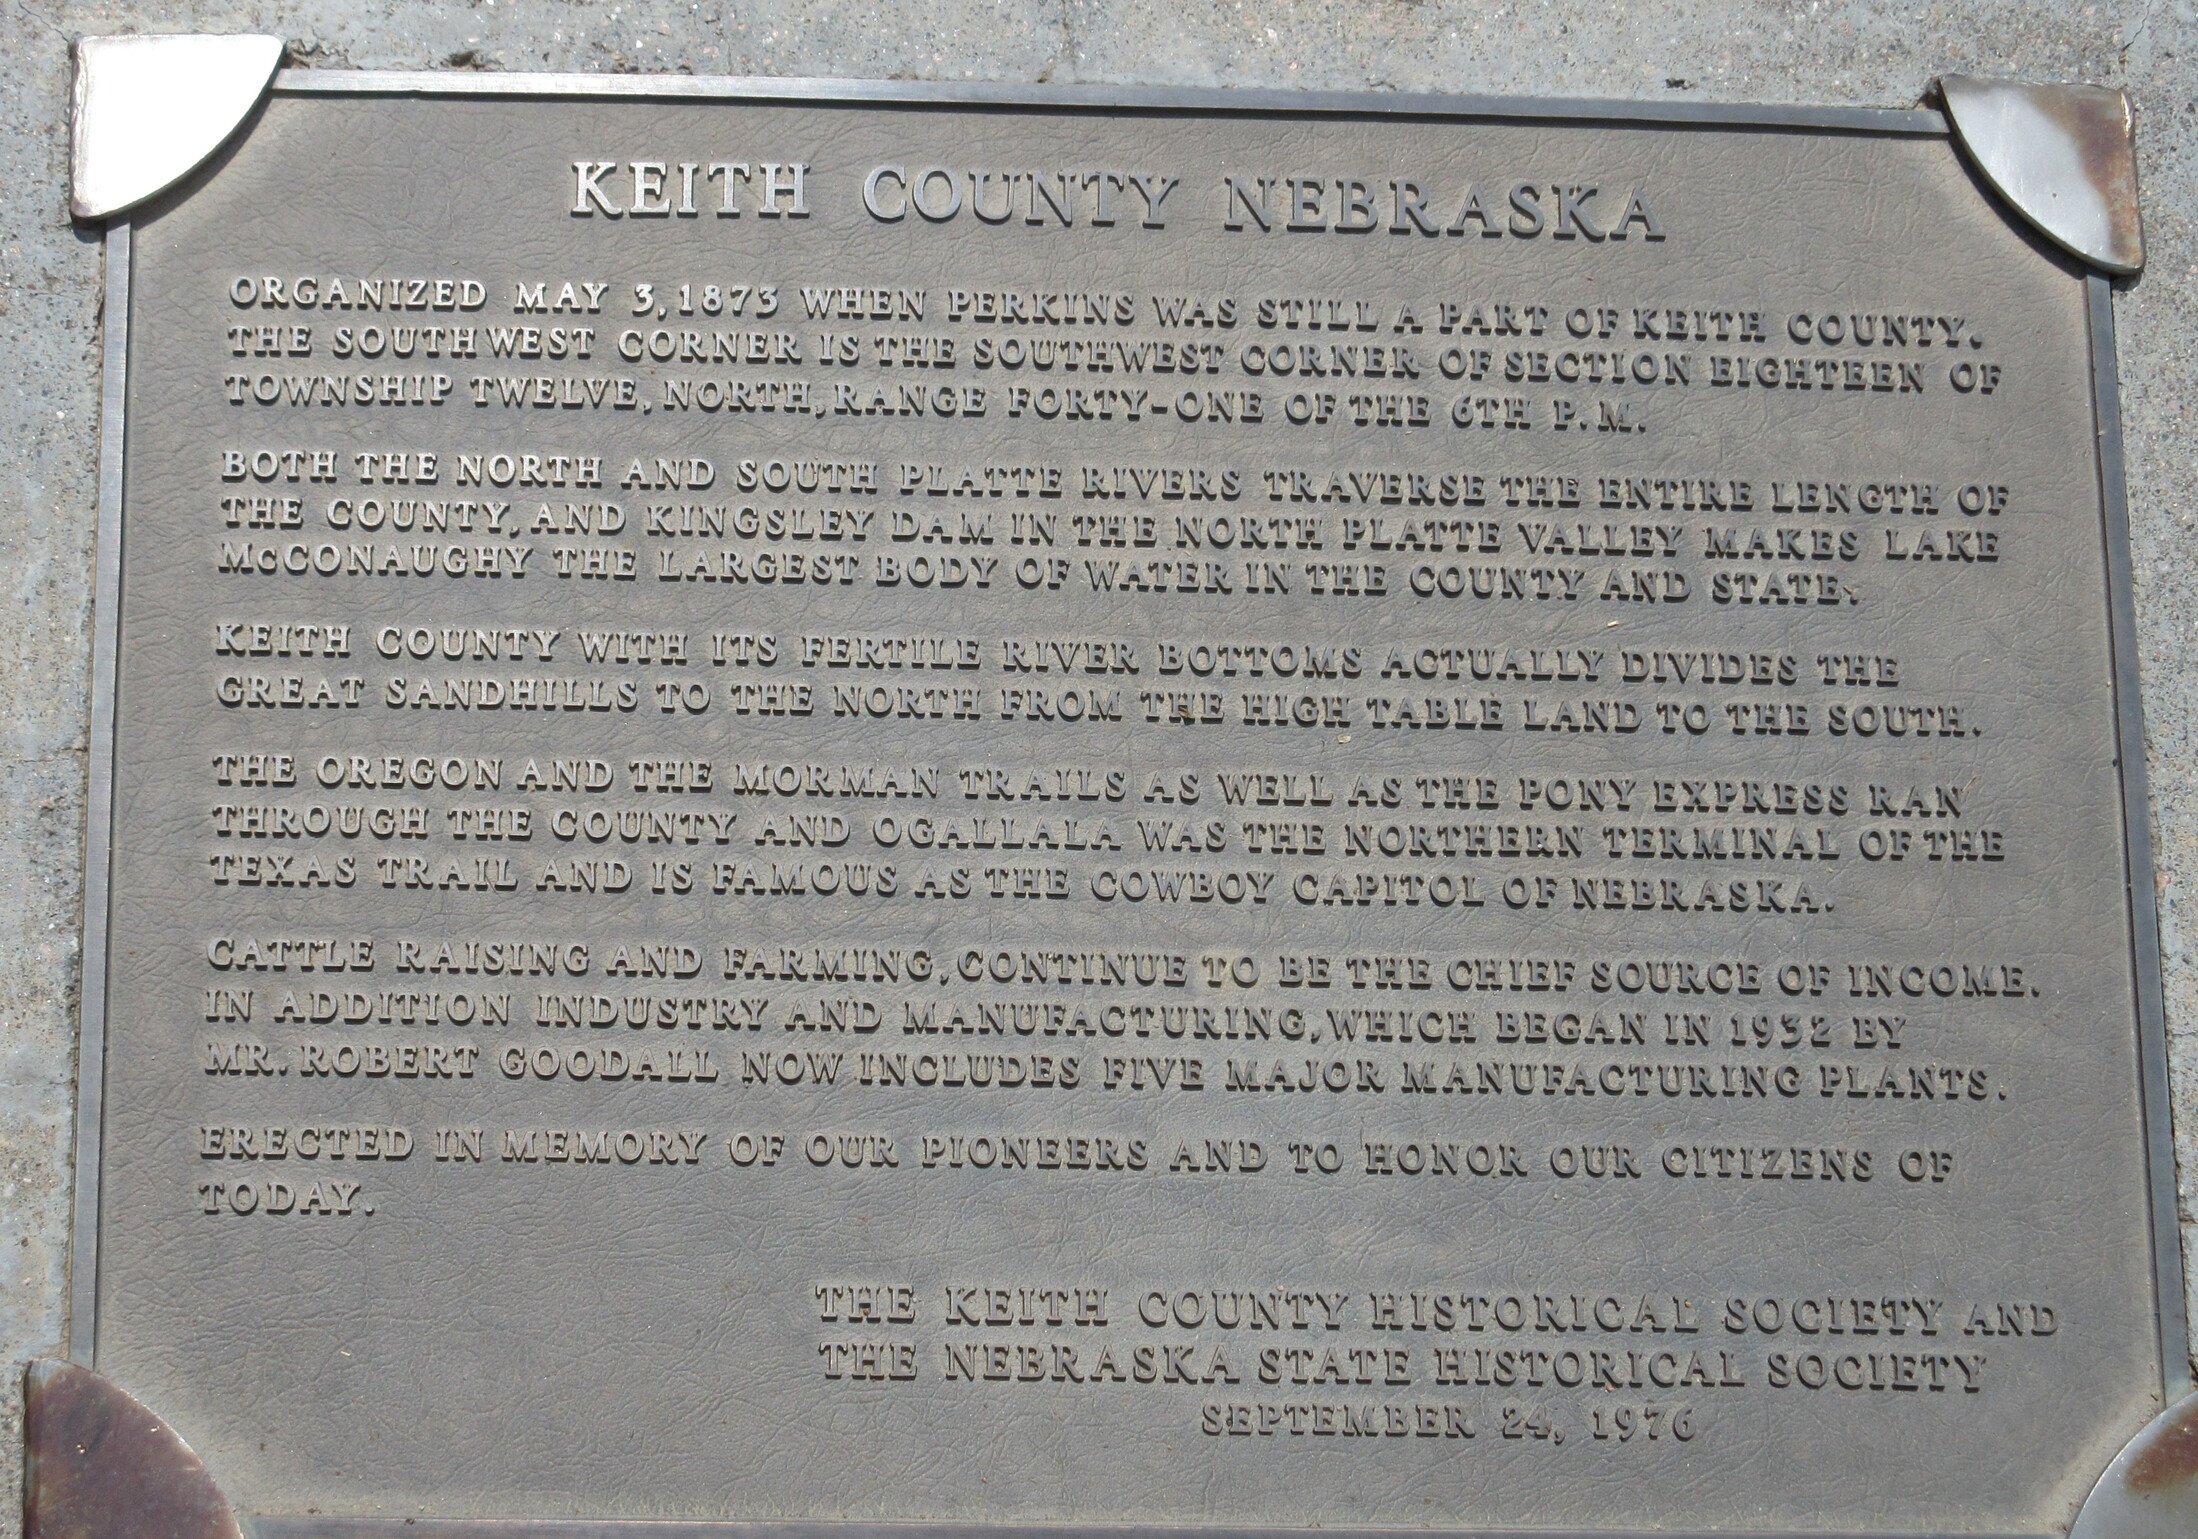 KEITH COUNTY NEBRASKA
ORGANIZED MAY 3, 1873 WHEN PERKINS WAS STILL A PART OF KEITH COUNTY.
THE SOUTHWEST CORNER IS THE SOUTHWEST CORNER OF SECTION EIGHTEEN OF
TOWNSHIP TWELVE, NORTH, RANGE FORTY-ONE OF THE 6TH P.M.
BOTH THE NORTH AND SOUTH PLATTE RIVERS TRAVERSE THE ENTIRE LENGTH OF
THE COUNTY, AND KINGSLEY DAM IN THE NORTH PLATTE VALLEY MAKES LAKE
McCONAUGHY THE LARGEST BODY OF WATER IN THE COUNTY AND STATE.
KEITH COUNTY WITH ITS FERTILE RIVER BOTTOMS ACTUALLY DIVIDES THE
GREAT SANDHILLS TO THE NORTH FROM THE HIGH TABLE LAND TO THE SOUTH.
THE OREGON AND THE MORMAN TRAILS AS WELL AS THE PONY EXPRESS RAN
THROUGH THE COUNTY AND OGALLALA WAS THE NORTHERN TERMINAL OF THE
TEXAS TRAIL AND IS FAMOUS AS THE COWBOY CAPITOL OF NEBRASKA.
CATTLE RAISING AND FARMING, CONTINUE TO BE THE CHIEF SOURCE OF INCOME.
IN ADDITION INDUSTRY AND MANUFACTURING, WHICH BEGAN IN 1932 BY
MR. ROBERT GOODALL NOW INCLUDES FIVE MAJOR MANUFACTURING PLANTS.
ERECTED IN MEMORY OF OUR PIONEERS AND TO HONOR OUR CITIZENS OF
TODAY.
THE KEITH COUNTY HISTORICAL SOCIETY AND
THE NEBRASKA STATE HISTORICAL SOCIETY
SEPTEMBER 24, 1976